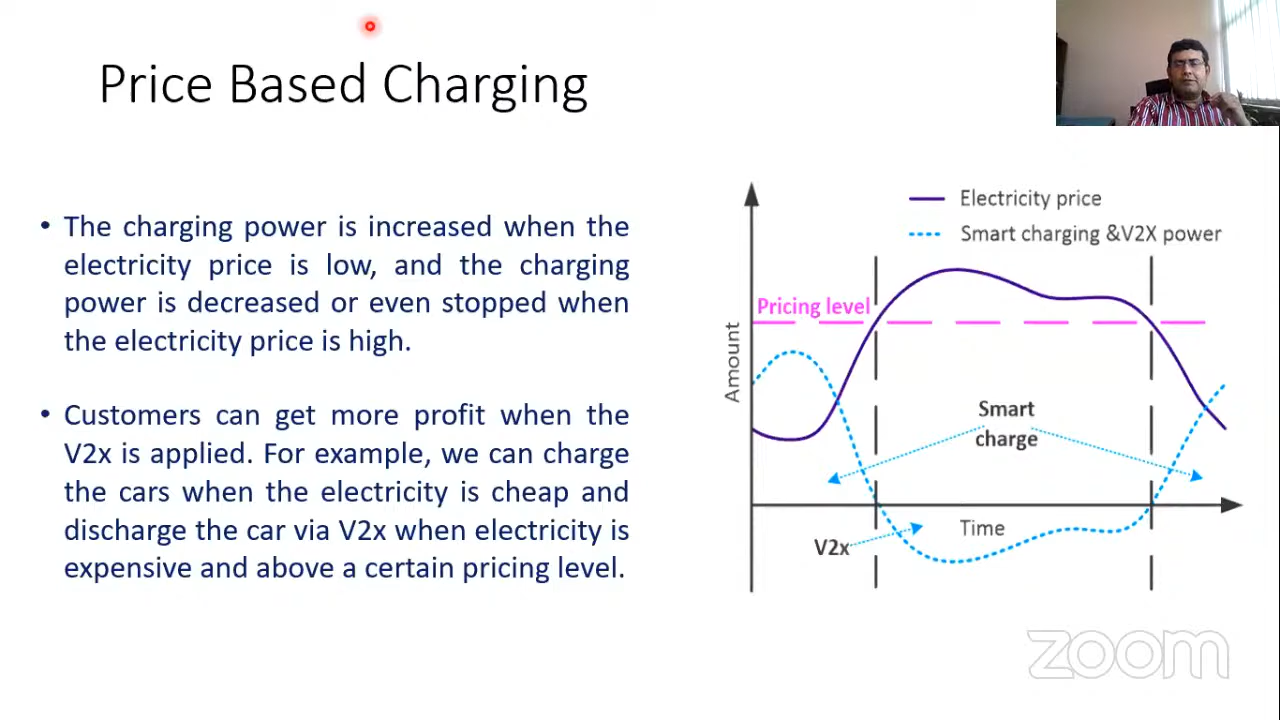 Price Based Charging
• The charging power is increased when the
electricity price is low, and the charging
power is decreased or even stopped when
the electricity price is high.
• Customers can get more profit when the
V2x is applied. For example, we can charge
the cars when the electricity is cheap and
discharge the car via V2x when electricity is
expensive and above a certain pricing level.
Electricity price
Smart charging &V2X power
Pricing level
Amount
Smart
charge
Time
V2x
zoom